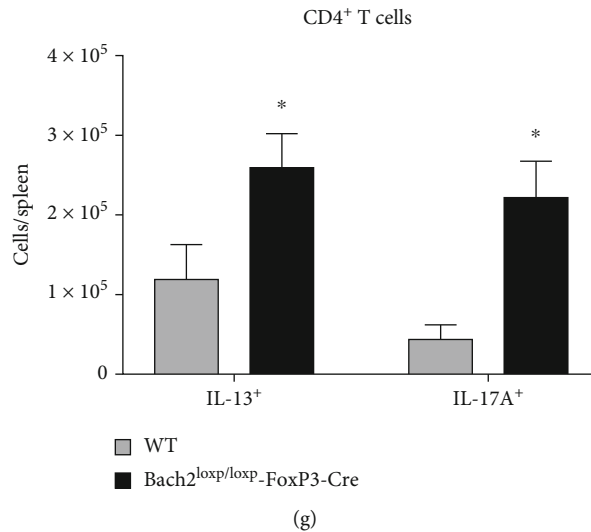 CD4⁺ T cells
4 × 10⁵
3 × 10⁵
2 × 10⁵
1 × 10⁵
0
Cells/spleen
*
*
IL-13⁺
IL-17A⁺
WT
Bach2ˡᵒˣᵖ/ˡᵒˣᵖ-FoxP3-Cre
(g)